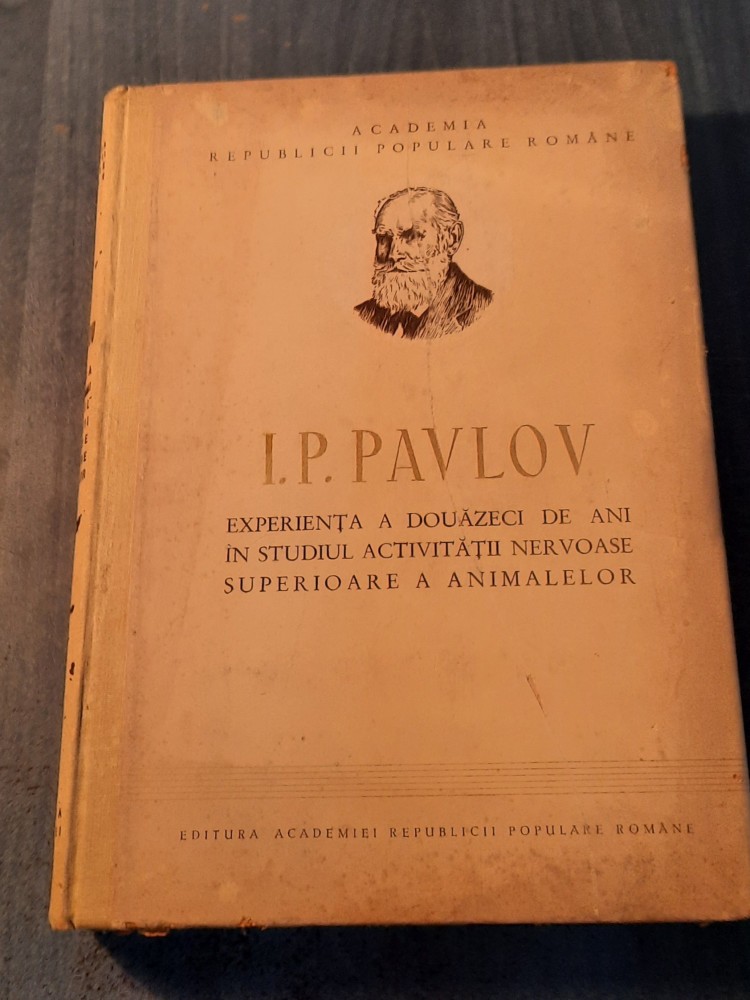 ACADEMIA
REPUBLICII POPULARE ROMÂNE
I.P. PAVLOV
EXPERIENȚA A DOUĂZECI DE ANI
ÎN STUDIUL ACTIVITĂȚII NERVOASE
SUPERIOARE A ANIMALELOR
EDITURA ACADEMIEI REPUBLICII POPULARE ROMÂNE